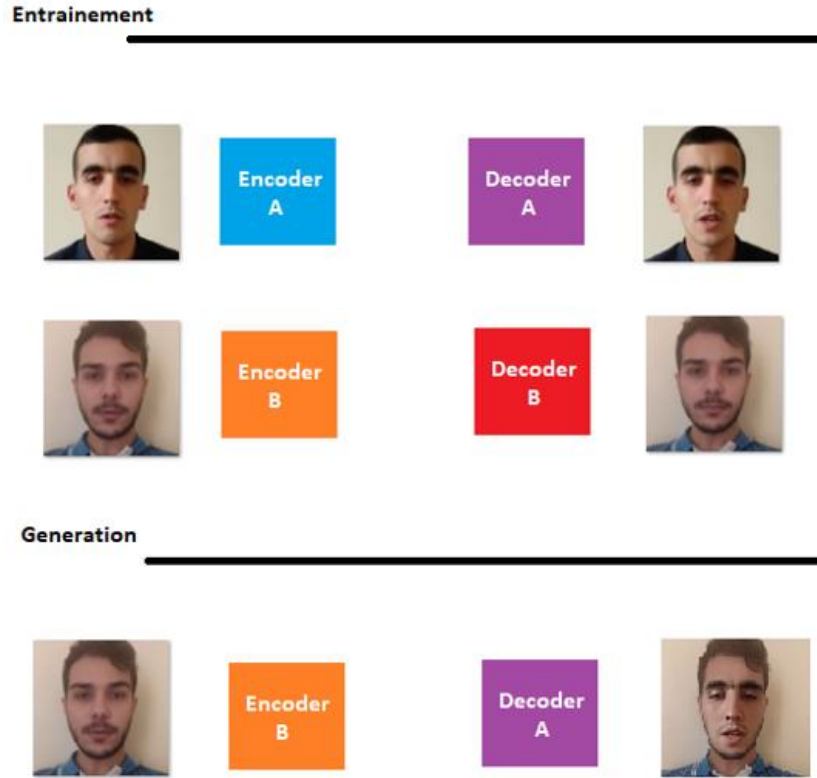 Entrainement
Encoder
A
Decoder
A
Encoder
B
Decoder
B
Generation
Encoder
B
Decoder
A